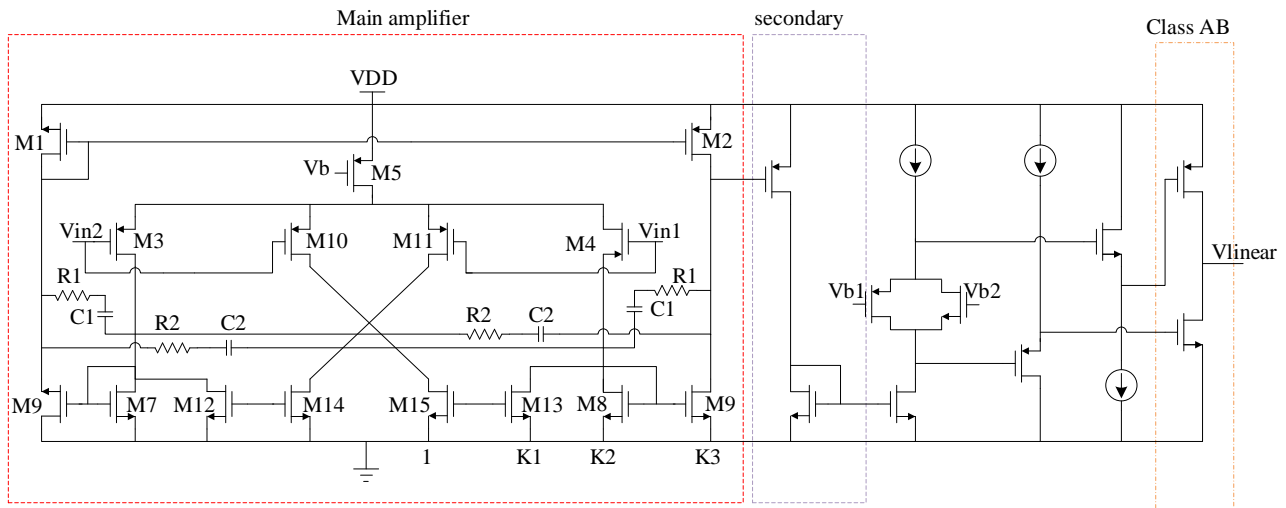 Main amplifier
secondary
Class AB
VDD
M1
M2
Vb
M5
Vin2
M3
M10
M11
M4
Vin1
Vlinear
R1
R1
C1
C1
R2
C2
R2
C2
Vb1
Vb2
M9
M7
M12
M14
M15
M13
M8
M9
1
K1
K2
K3